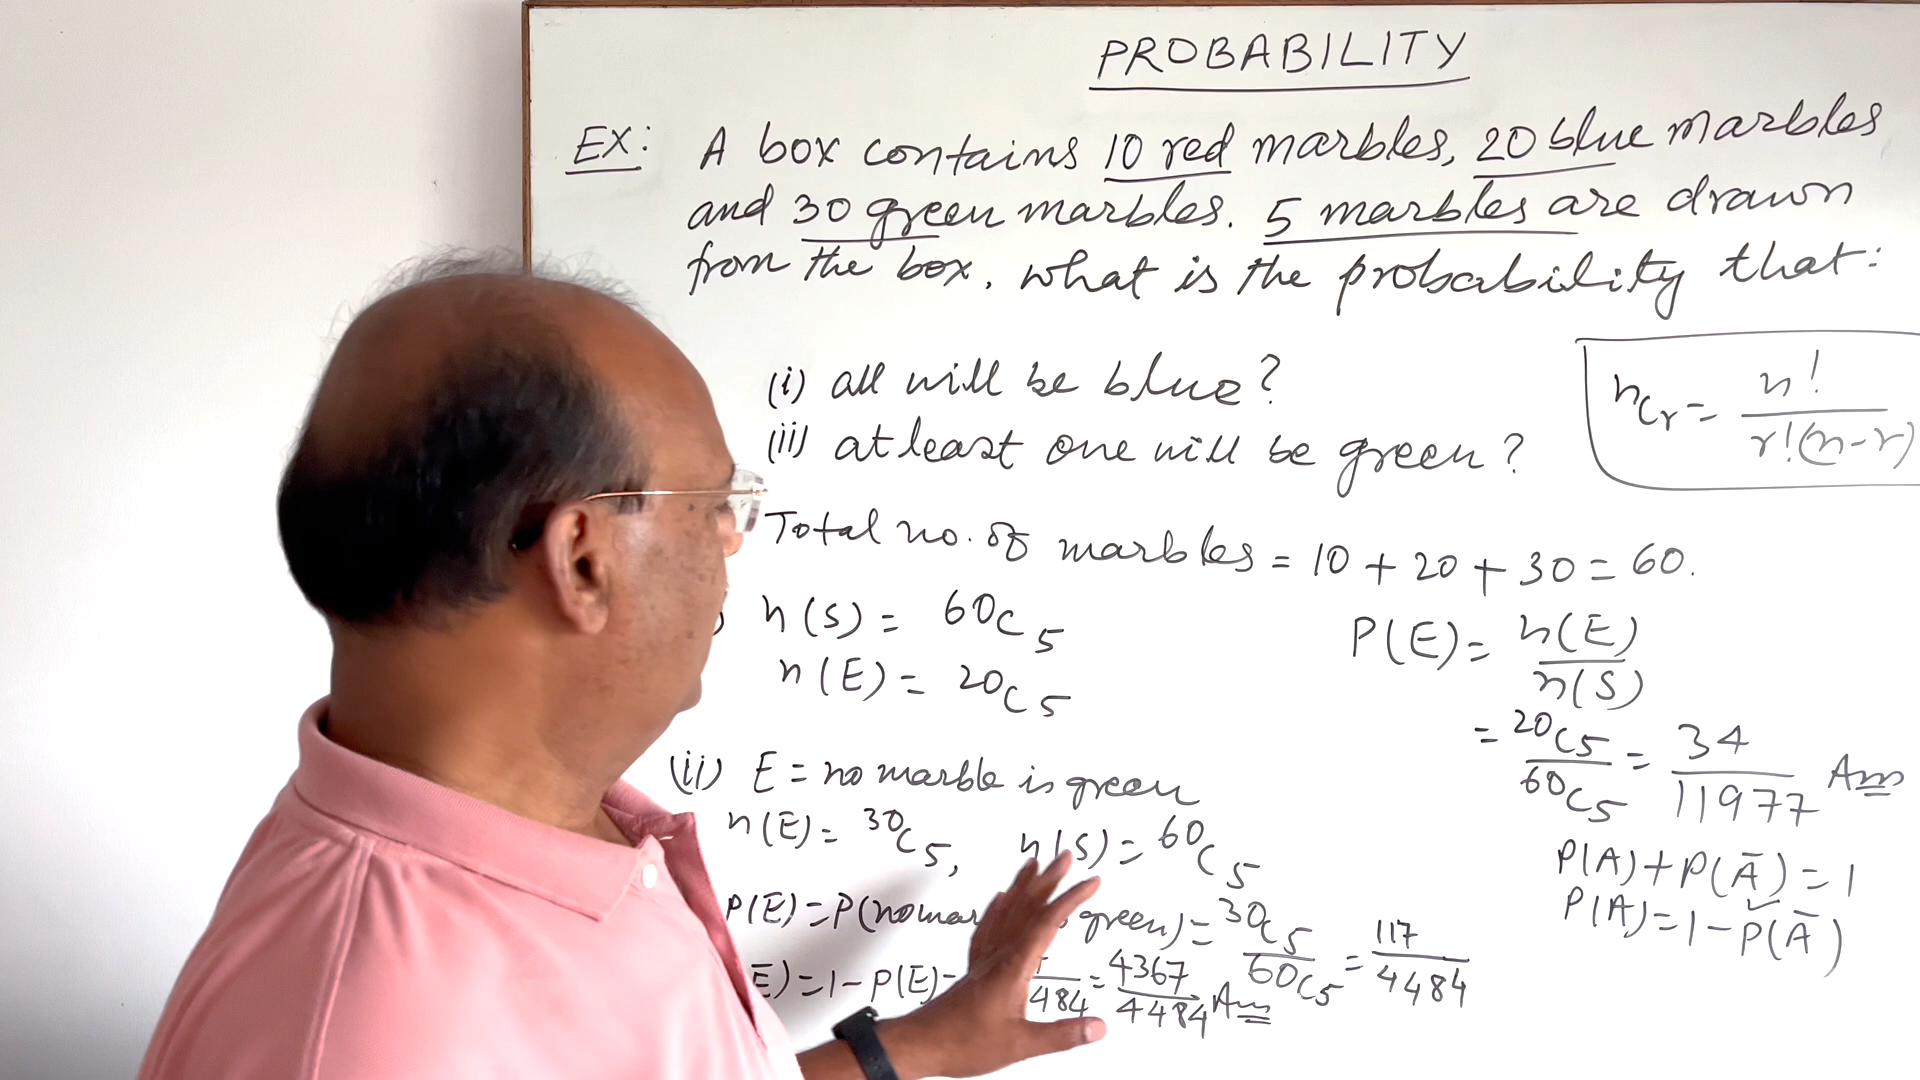 PROBABILITY
EX: A box contains 10 red marbles, 20 blue marbles
and 30 green marbles. 5 marbles are drawn
from the box, what is the probability that:
(i) all will be blue?
(ii) atleast one will be green?
nCr = n! / r!(n-r)
Total no. of marbles = 10 + 20 + 30 = 60.
n(S) = 60C5
n(E) = 20C5
P(E) = n(E) / n(S)
= 20C5 / 60C5 = 34 / 11977 Ans
(ii) E = no marble is green
n(E) = 30C5, n(S) = 60C5
P(E) = P(no mar green) = 30C5 / 60C5 = 117 / 4484
E̅) = 1 - P(E) = 484 = 4367 / 4484 Ans
P(A) + P(A̅) = 1
P(A) = 1 - P(A̅)